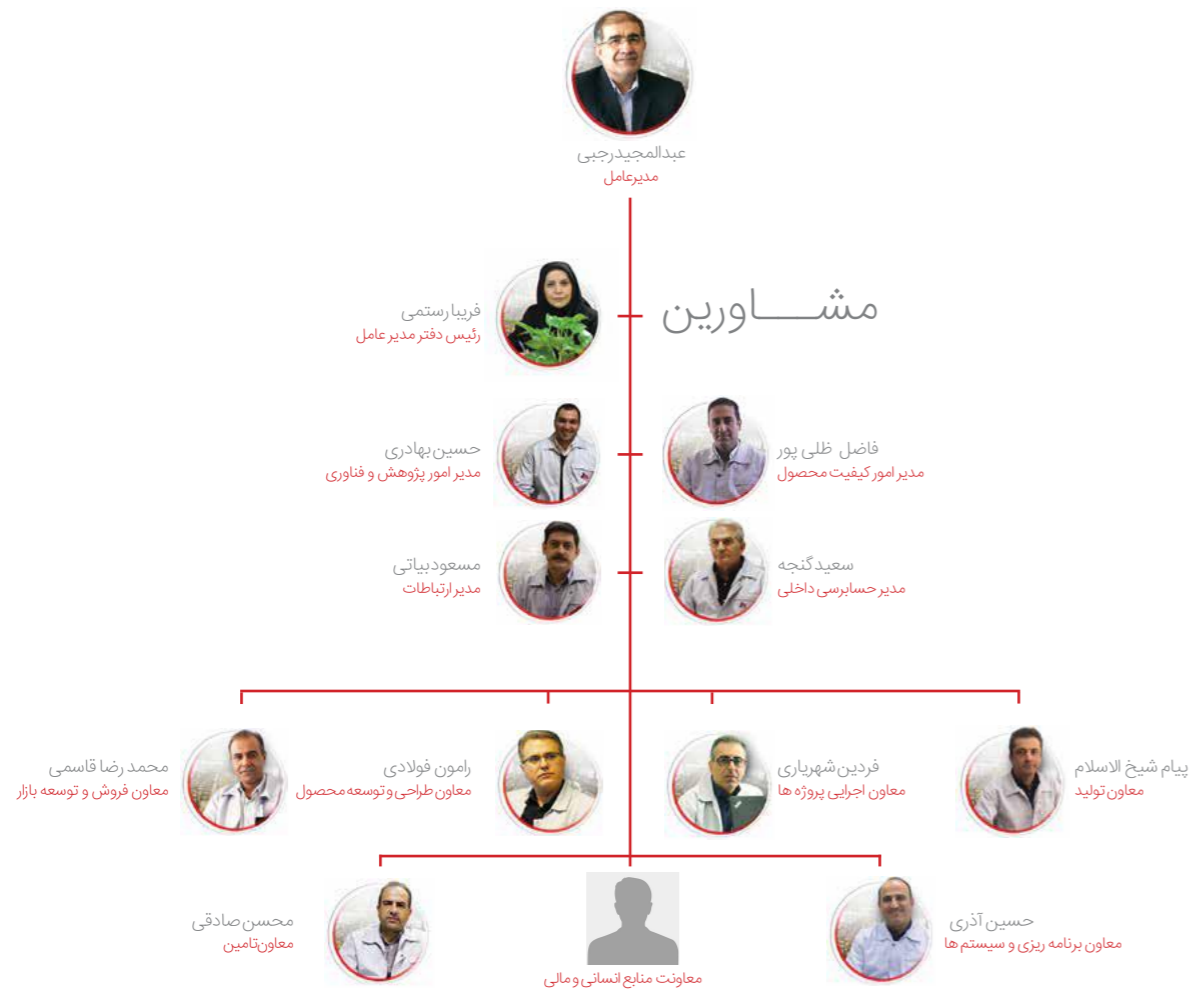 عبدالمجید رجبی
مدیرعامل
مشـــاورین
فریبا رستمی
رئیس دفتر مدیر عامل
فاضل ظلی پور
مدیر امور کیفیت محصول
حسین بهادری
مدیر امور پژوهش و فناوری
سعید گنجه
مدیر حسابرسی داخلی
مسعود بیاتی
مدیر ارتباطات
پیام شیخ الاسلام
معاون تولید
فردین شهریاری
معاون اجرایی پروژه ها
رامون فولادی
معاون طراحی و توسعه محصول
محمد رضا قاسمی
معاون فروش و توسعه بازار
حسین آذری
معاون برنامه ریزی و سیستم ها
معاونت منابع انسانی و مالی
محسن صادقی
معاون تامین